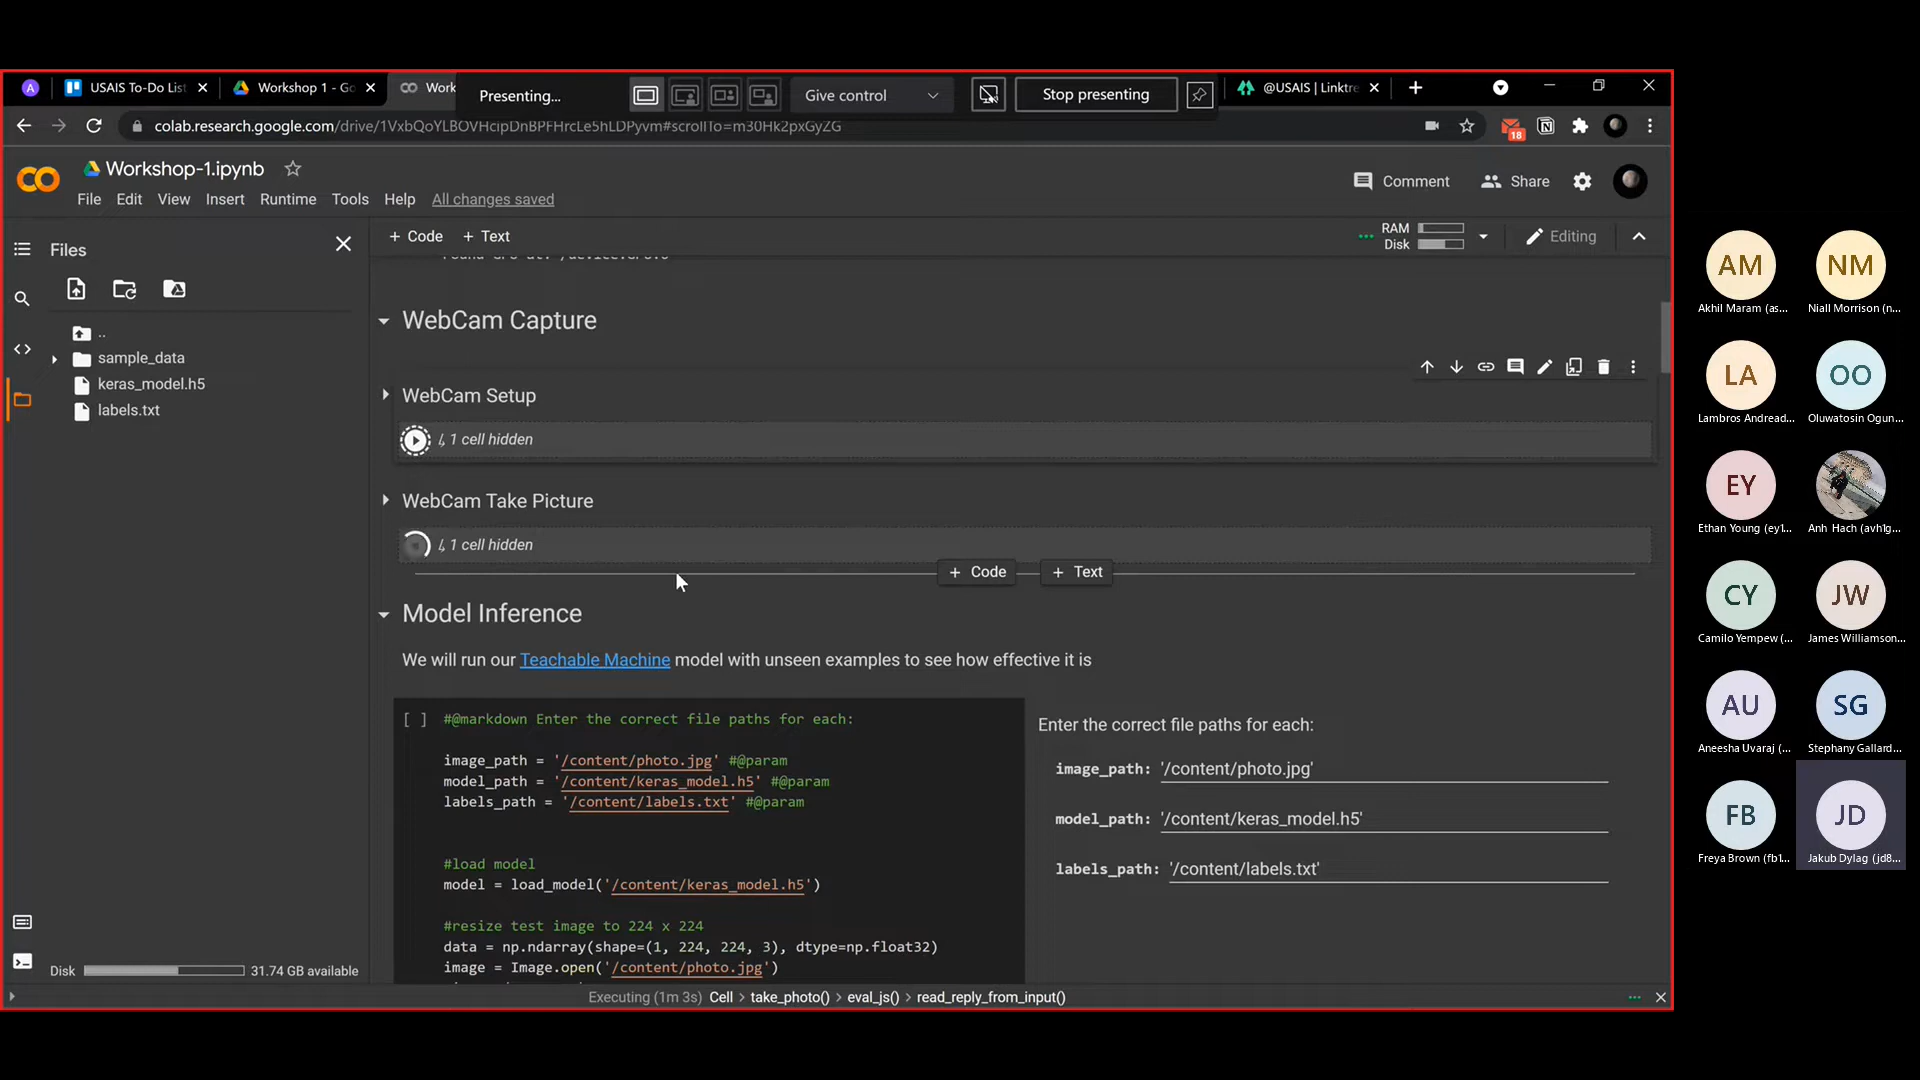 A
USAIS To-Do List
Workshop 1 - Go
Work
Presenting...
Give control
Stop presenting
@USAIS | Linktre
colab.research.google.com/drive/1VxbQoYLBOVHcipDnBPFHrcLe5hLDPyvm#scrollTo=m30Hk2pxGyZG
18
Workshop-1.ipynb
Comment
Share
File Edit View Insert Runtime Tools Help All changes saved
Files
+ Code + Text
RAM
Disk
Editing
..
sample_data
keras_model.h5
labels.txt
WebCam Capture
WebCam Setup
1 cell hidden
WebCam Take Picture
1 cell hidden
+ Code + Text
Model Inference
We will run our Teachable Machine model with unseen examples to see how effective it is
[ ] #@markdown Enter the correct file paths for each:
image_path = '/content/photo.jpg' #@param
model_path = '/content/keras_model.h5' #@param
labels_path = '/content/labels.txt' #@param
#load model
model = load_model('/content/keras_model.h5')
#resize test image to 224 x 224
data = np.ndarray(shape=(1, 224, 224, 3), dtype=np.float32)
image = Image.open('/content/photo.jpg')
Enter the correct file paths for each:
image_path: '/content/photo.jpg'
model_path: '/content/keras_model.h5'
labels_path: '/content/labels.txt'
Disk 31.74 GB available
Executing (1m 3s) Cell > take_photo() > eval_js() > read_reply_from_input()
AM
Akhil Maram (as...
NM
Niall Morrison (n...
LA
Lambros Andread...
OO
Oluwatosin Ogun...
EY
Ethan Young (ey1...
Anh Hach (avh1g...
CY
Camilo Yempew (...
JW
James Williamson...
AU
Aneesha Uvaraj (...
SG
Stephany Gallard...
FB
Freya Brown (fb1...
JD
Jakub Dylag (jd8...